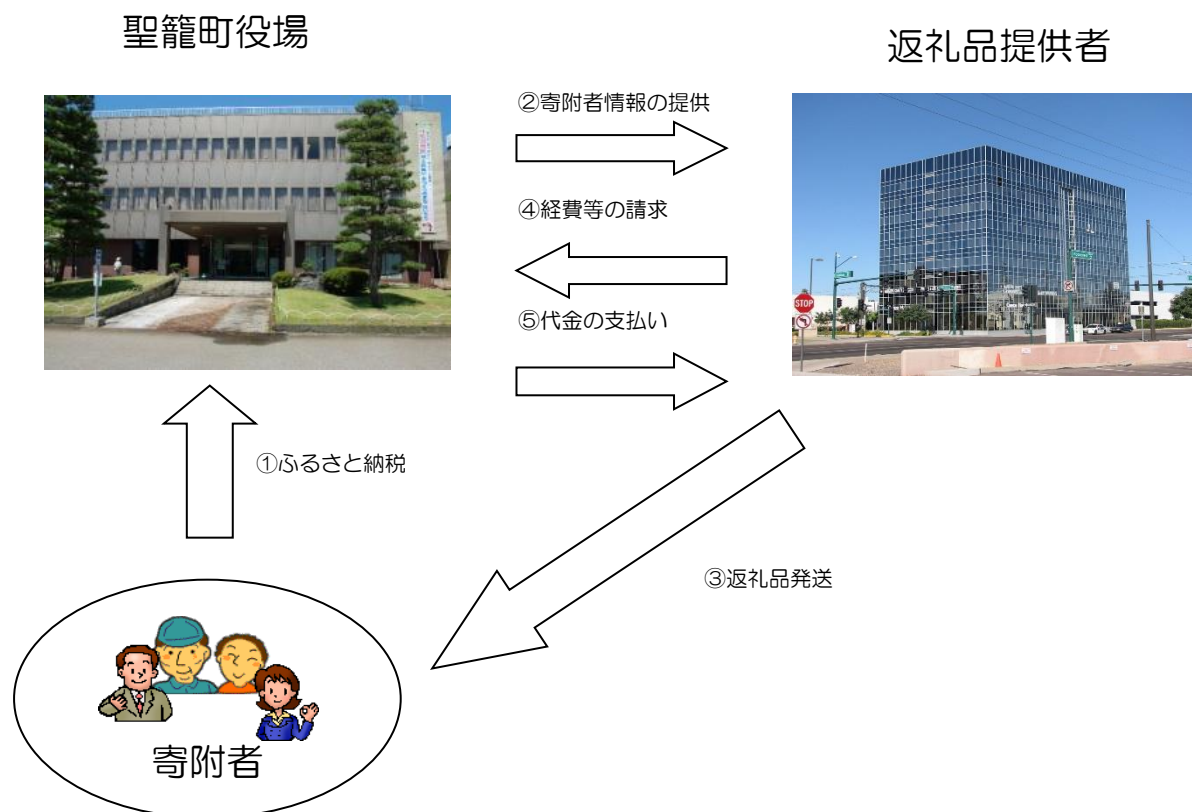 聖籠町役場
返礼品提供者
②寄附者情報の提供
④経費等の請求
⑤代金の支払い
①ふるさと納税
③返礼品発送
寄附者
STOP